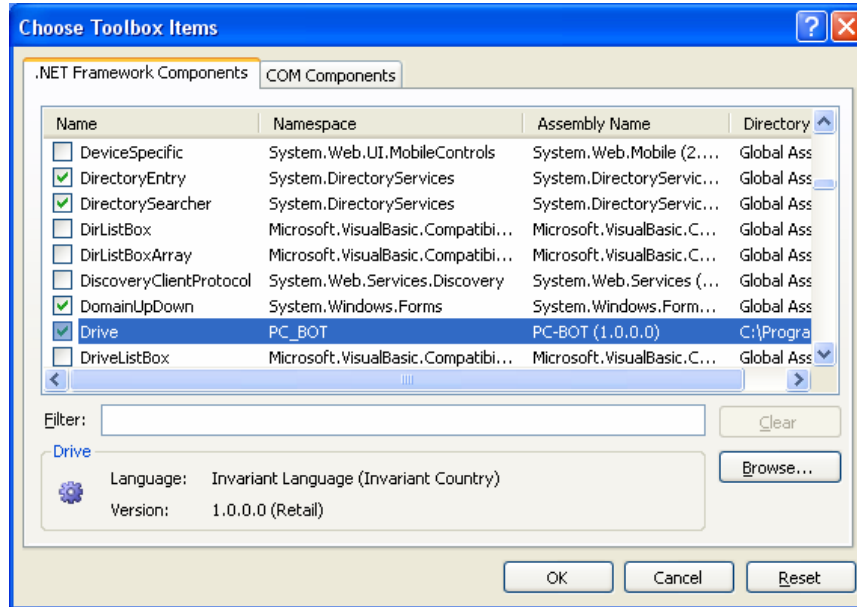 Choose Toolbox Items
.NET Framework Components COM Components
Name Namespace Assembly Name Directory
DeviceSpecific System.Web.UI.MobileControls System.Web.Mobile (2.... Global Ass
DirectoryEntry System.DirectoryServices System.DirectoryServic... Global Ass
DirectorySearcher System.DirectoryServices System.DirectoryServic... Global Ass
DirListBox Microsoft.VisualBasic.Compatibi... Microsoft.VisualBasic.C... Global Ass
DirListBoxArray Microsoft.VisualBasic.Compatibi... Microsoft.VisualBasic.C... Global Ass
DiscoveryClientProtocol System.Web.Services.Discovery System.Web.Services (... Global Ass
DomainUpDown System.Windows.Forms System.Windows.Form... Global Ass
Drive PC_BOT PC-BOT (1.0.0.0) C:\Progra
DriveListBox Microsoft.VisualBasic.Compatibi... Microsoft.VisualBasic.C... Global Ass
Filter: Clear
Drive
Browse...
Language: Invariant Language (Invariant Country)
Version: 1.0.0.0 (Retail)
OK Cancel Reset